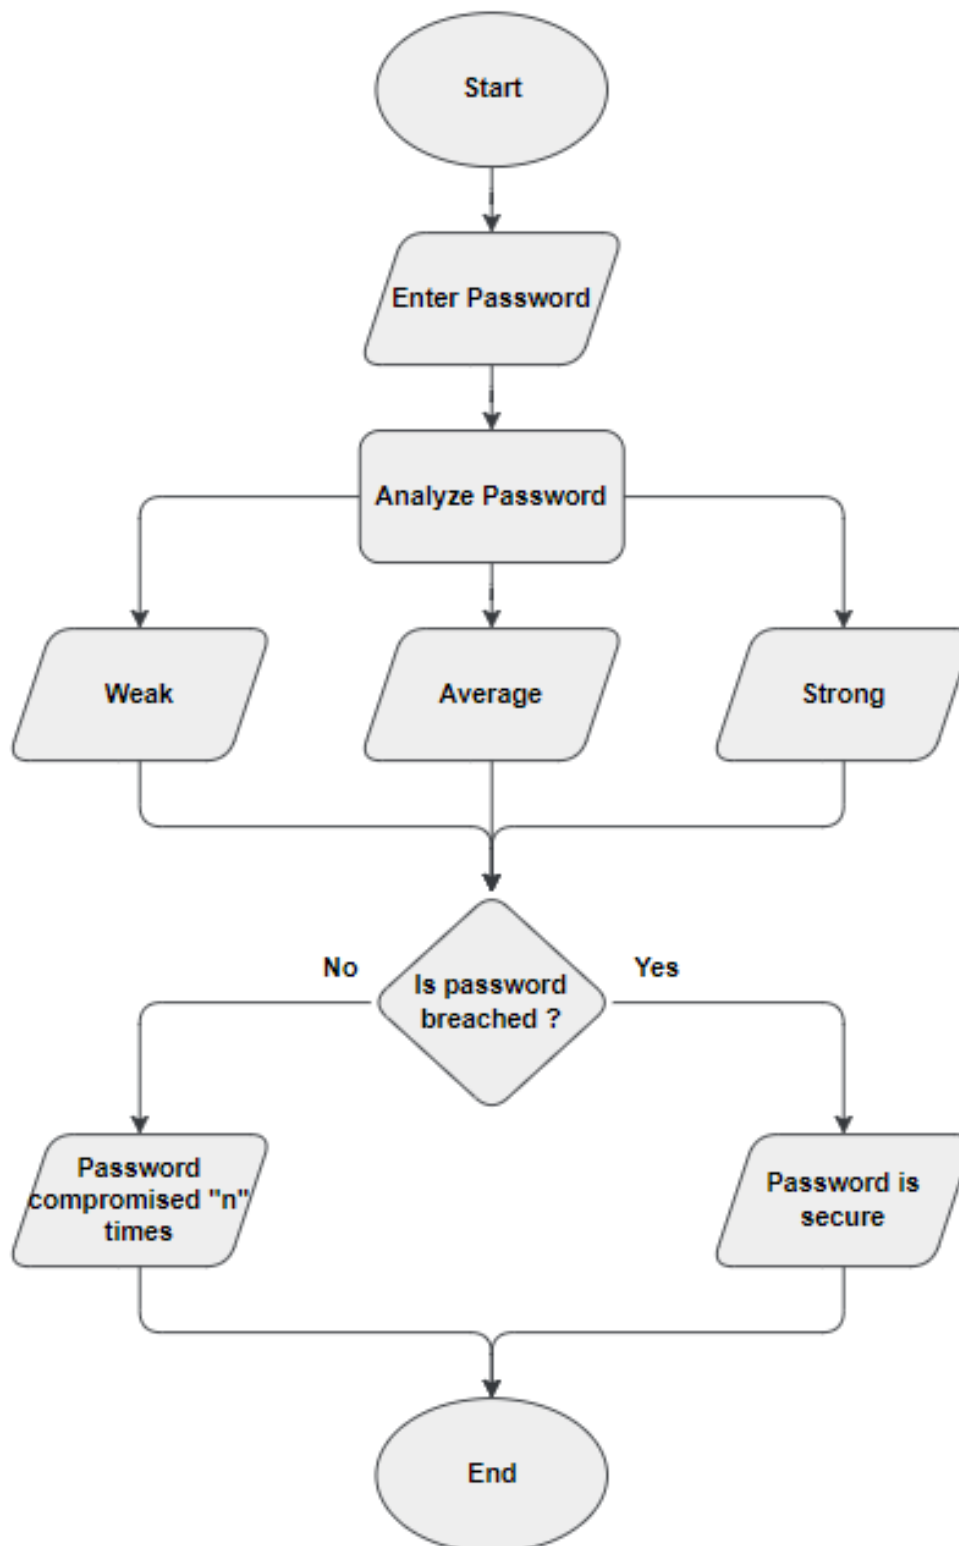 Start
Enter Password
Analyze Password
Weak
Average
Strong
No
Yes
Is password
breached ?
Password
compromised "n"
times
Password is
secure
End